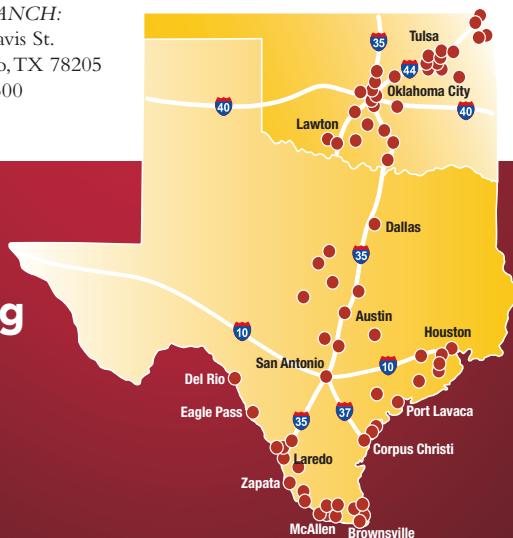 ANCH:
avis St.
o, TX 78205
00
g
35
Tulsa
44
Oklahoma City
40
40
Lawton
Dallas
35
Austin
Houston
10
10
San Antonio
Del Rio
Eagle Pass
35
37
Port Lavaca
Corpus Christi
Laredo
Zapata
McAllen
Brownsville